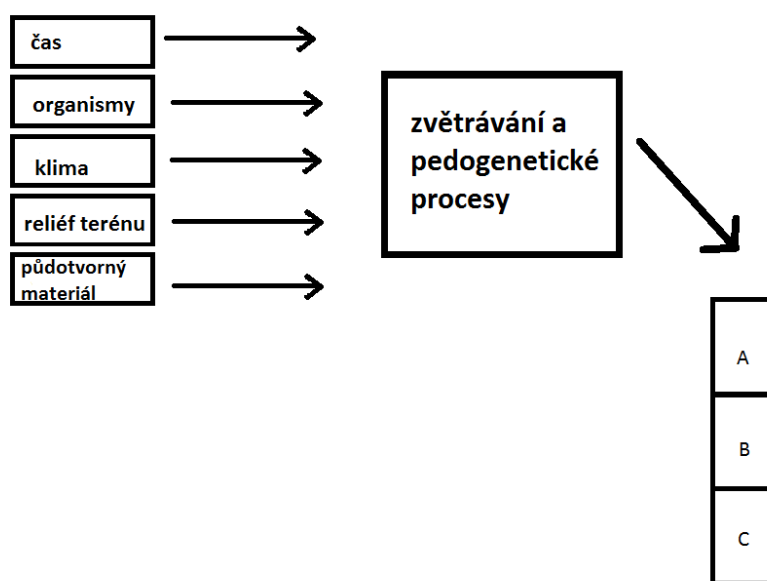 čas
organismy
klima
reliéf terénu
půdotvorný
materiál
zvětrávání a
pedogenetické
procesy
A
B
C